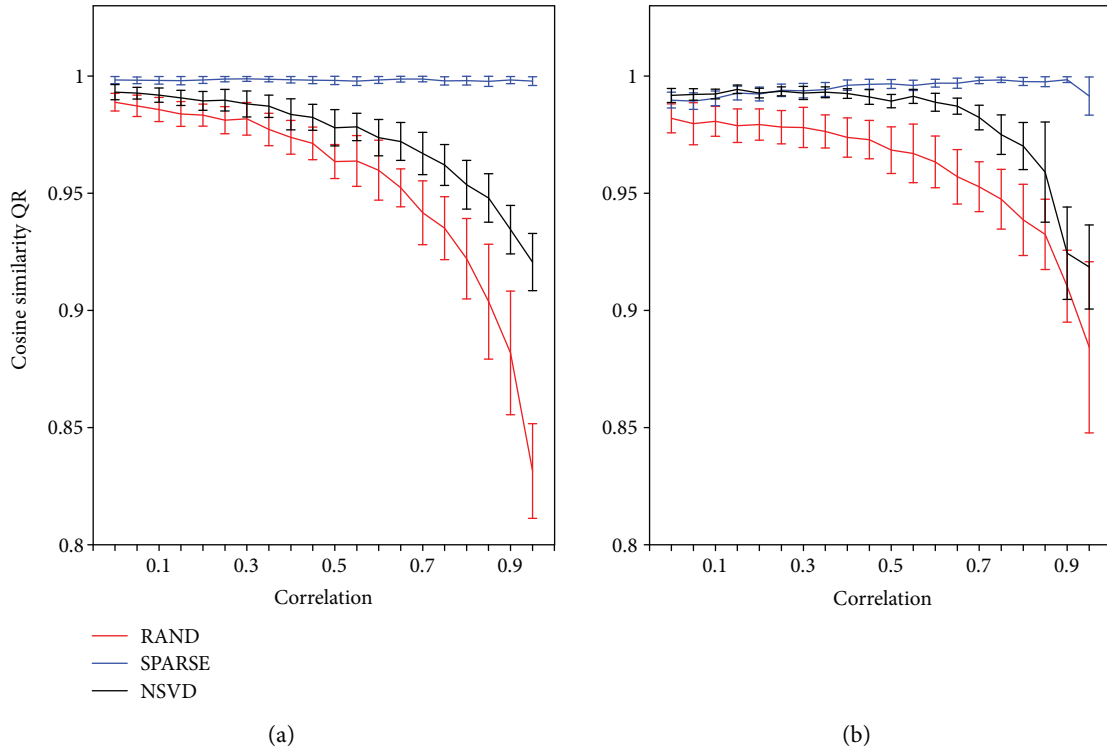 Cosine similarity QR
1
0.95
0.9
0.85
0.8
0.1 0.3 0.5 0.7 0.9
Correlation
RAND
SPARSE
NSVD
(a)
1
0.95
0.9
0.85
0.8
0.1 0.3 0.5 0.7 0.9
Correlation
(b)